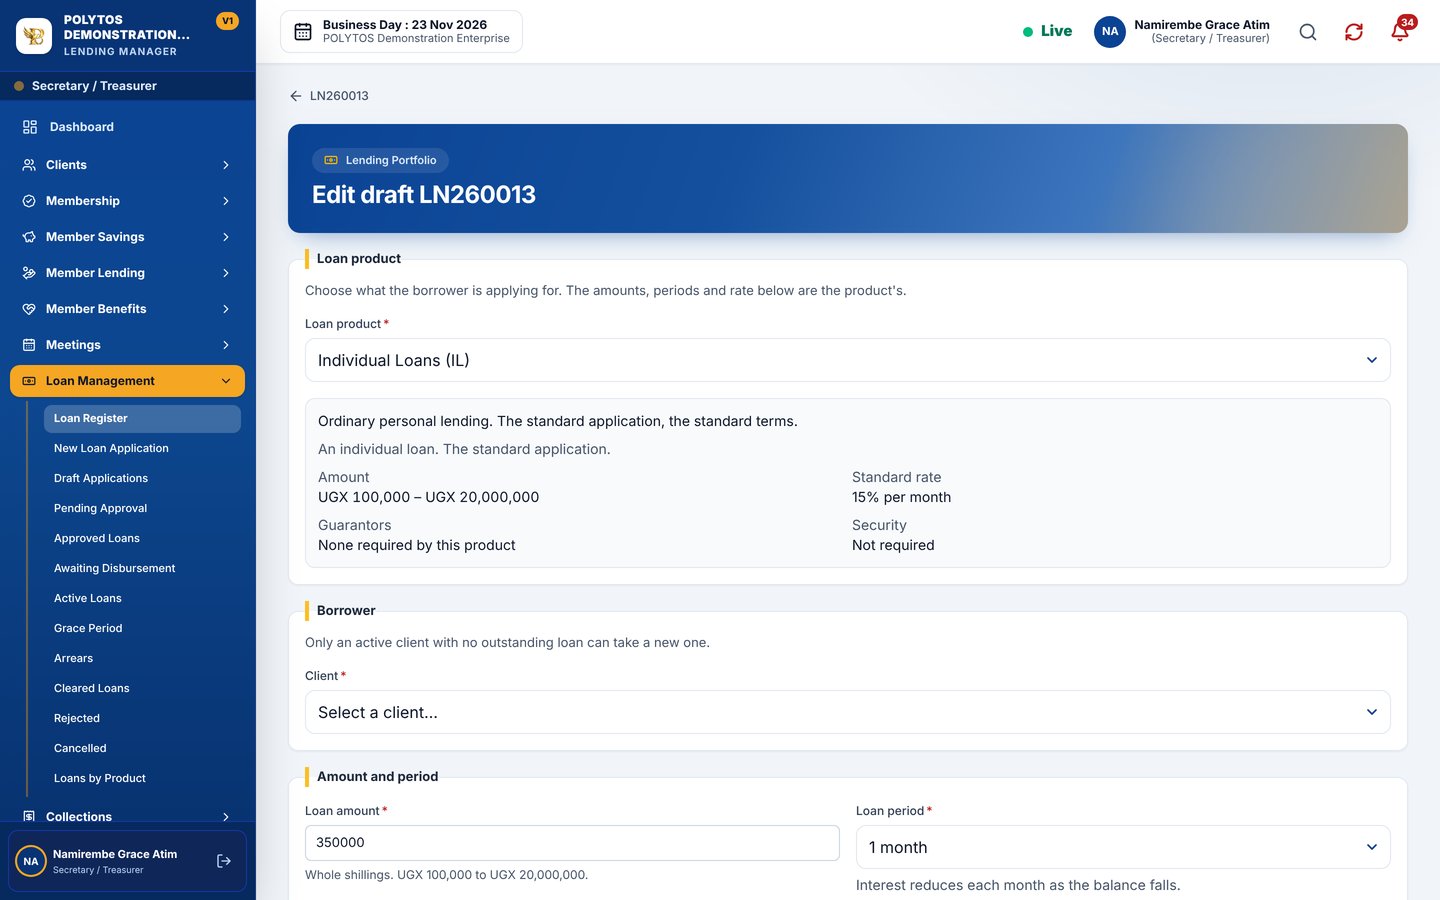 POLYTOS
DEMONSTRATION...
LENDING MANAGER
V1
Secretary / Treasurer
Dashboard
Clients
Membership
Member Savings
Member Lending
Member Benefits
Meetings
Loan Management
Loan Register
New Loan Application
Draft Applications
Pending Approval
Approved Loans
Awaiting Disbursement
Active Loans
Grace Period
Arrears
Cleared Loans
Rejected
Cancelled
Loans by Product
Collections
NA
Namirembe Grace Atim
Secretary / Treasurer
Business Day : 23 Nov 2026
POLYTOS Demonstration Enterprise
Live
NA
Namirembe Grace Atim
(Secretary / Treasurer)
34
LN260013
Lending Portfolio
Edit draft LN260013
Loan product
Choose what the borrower is applying for. The amounts, periods and rate below are the product's.
Loan product *
Individual Loans (IL)
Ordinary personal lending. The standard application, the standard terms.
An individual loan. The standard application.
Amount
UGX 100,000 – UGX 20,000,000
Standard rate
15% per month
Guarantors
None required by this product
Security
Not required
Borrower
Only an active client with no outstanding loan can take a new one.
Client *
Select a client...
Amount and period
Loan amount *
350000
Whole shillings. UGX 100,000 to UGX 20,000,000.
Loan period *
1 month
Interest reduces each month as the balance falls.